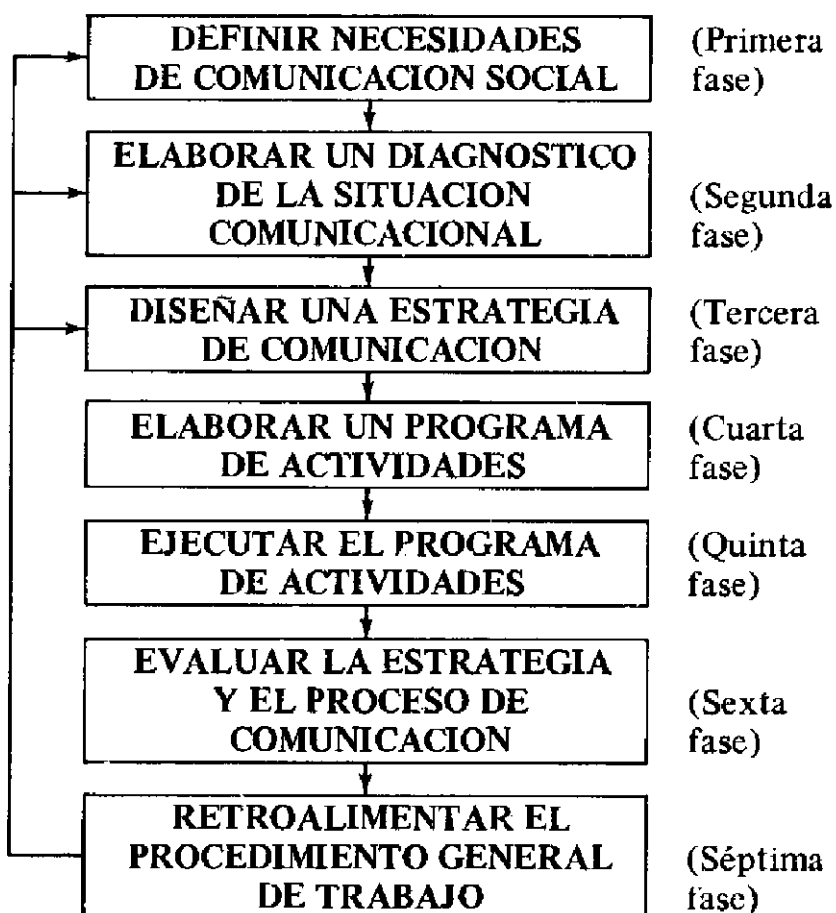 DEFINIR NECESIDADES
DE COMUNICACION SOCIAL
(Primera
fase)
ELABORAR UN DIAGNOSTICO
DE LA SITUACION
COMUNICACIONAL
(Segunda
fase)
DISEÑAR UNA ESTRATEGIA
DE COMUNICACION
(Tercera
fase)
ELABORAR UN PROGRAMA
DE ACTIVIDADES
(Cuarta
fase)
EJECUTAR EL PROGRAMA
DE ACTIVIDADES
(Quinta
fase)
EVALUAR LA ESTRATEGIA
Y EL PROCESO DE
COMUNICACION
(Sexta
fase)
RETROALIMENTAR EL
PROCEDIMIENTO GENERAL
DE TRABAJO
(Séptima
fase)